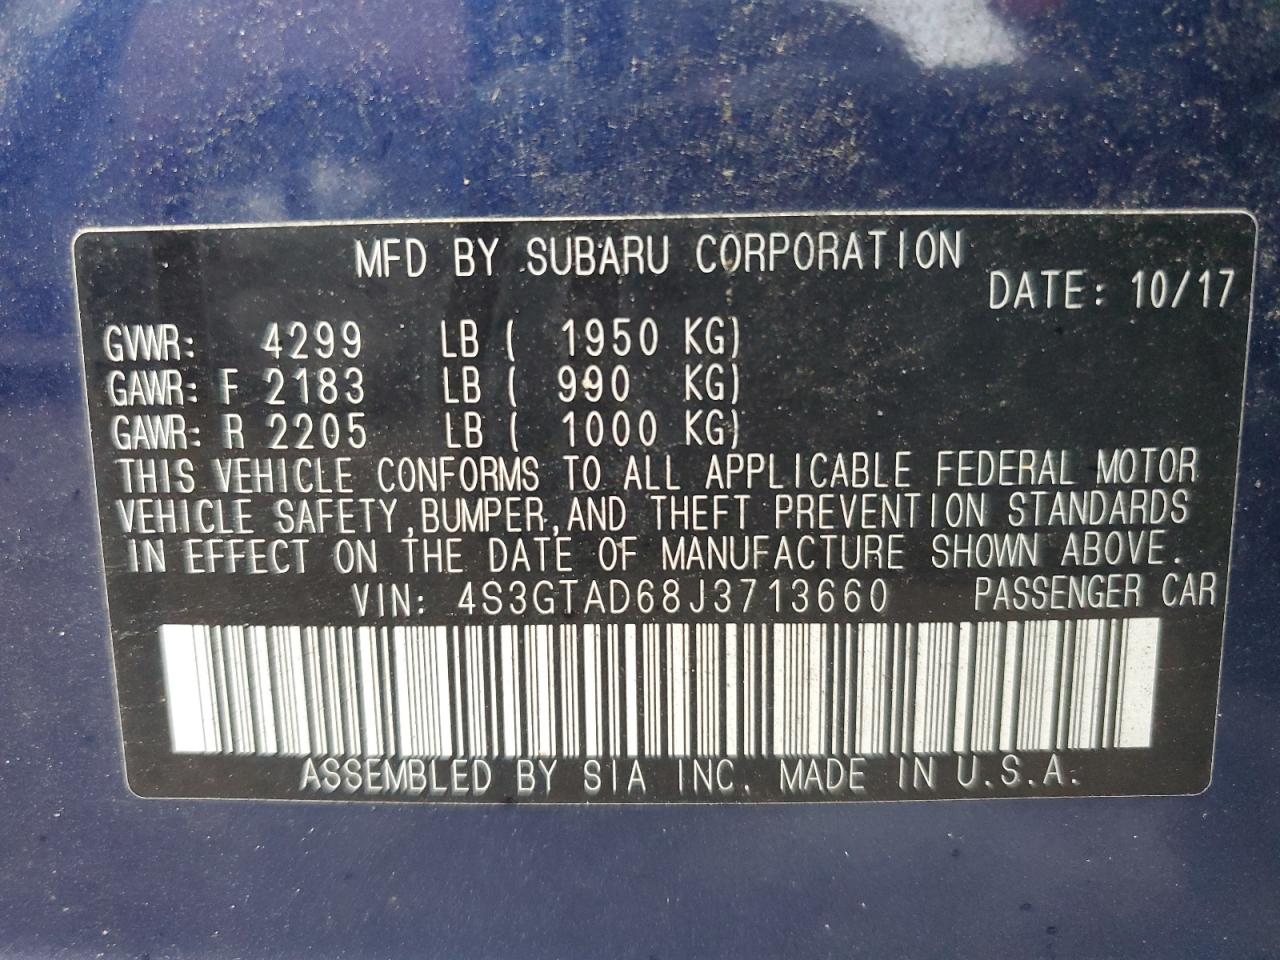 MFD BY SUBARU CORPORATION
DATE: 10/17
GVWR: 4299 LB ( 1950 KG)
GAWR: F 2183 LB ( 990 KG)
GAWR: R 2205 LB ( 1000 KG)
THIS VEHICLE CONFORMS TO ALL APPLICABLE FEDERAL MOTOR
VEHICLE SAFETY,BUMPER,AND THEFT PREVENTION STANDARDS
IN EFFECT ON THE DATE OF MANUFACTURE SHOWN ABOVE.
VIN: 4S3GTAD68J3713660 PASSENGER CAR
ASSEMBLED BY SIA INC. MADE IN U.S.A.